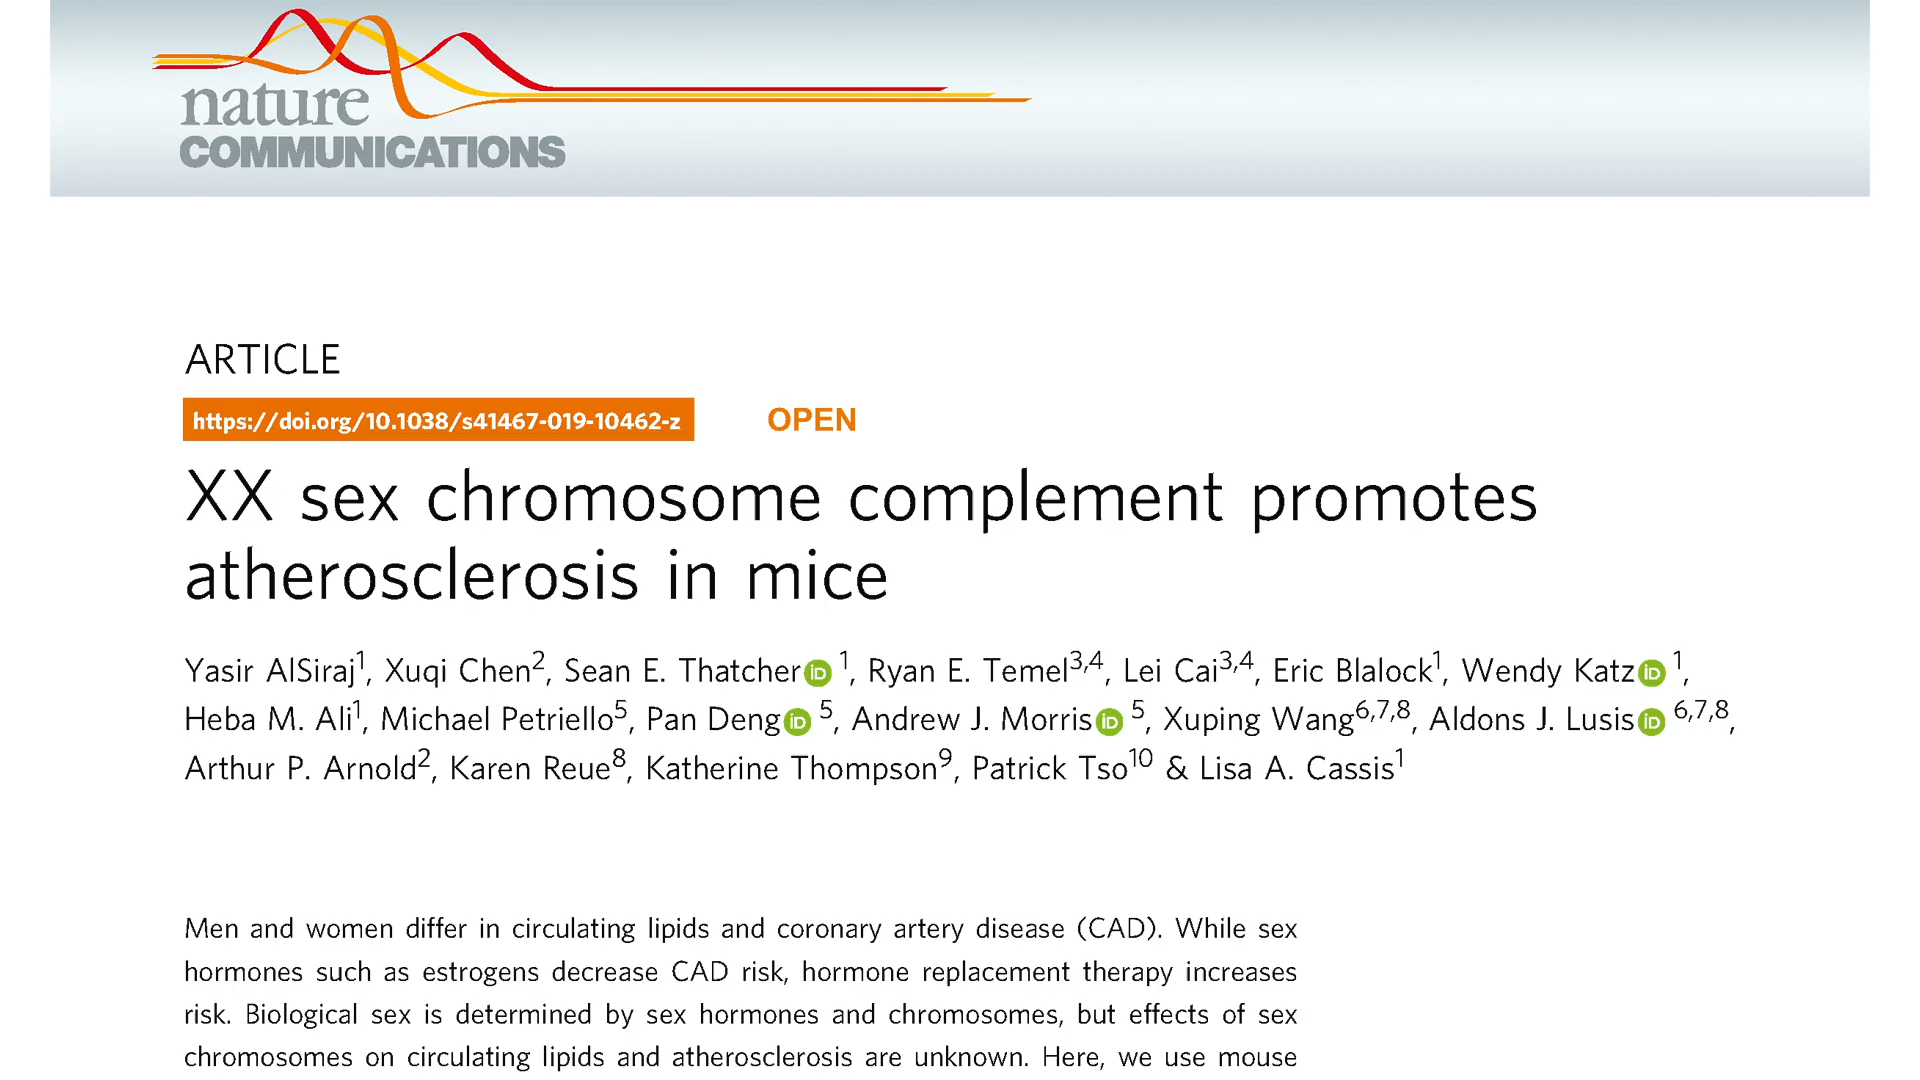 nature
COMMUNICATIONS
ARTICLE
https://doi.org/10.1038/s41467-019-10462-z OPEN
XX sex chromosome complement promotes
atherosclerosis in mice
Yasir AlSiraj1, Xuqi Chen2, Sean E. Thatcher iD 1, Ryan E. Temel3,4, Lei Cai3,4, Eric Blalock1, Wendy Katz iD 1,
Heba M. Ali1, Michael Petriello5, Pan Deng iD 5, Andrew J. Morris iD 5, Xuping Wang6,7,8, Aldons J. Lusis iD 6,7,8,
Arthur P. Arnold2, Karen Reue8, Katherine Thompson9, Patrick Tso10 & Lisa A. Cassis1
Men and women differ in circulating lipids and coronary artery disease (CAD). While sex
hormones such as estrogens decrease CAD risk, hormone replacement therapy increases
risk. Biological sex is determined by sex hormones and chromosomes, but effects of sex
chromosomes on circulating lipids and atherosclerosis are unknown. Here, we use mouse